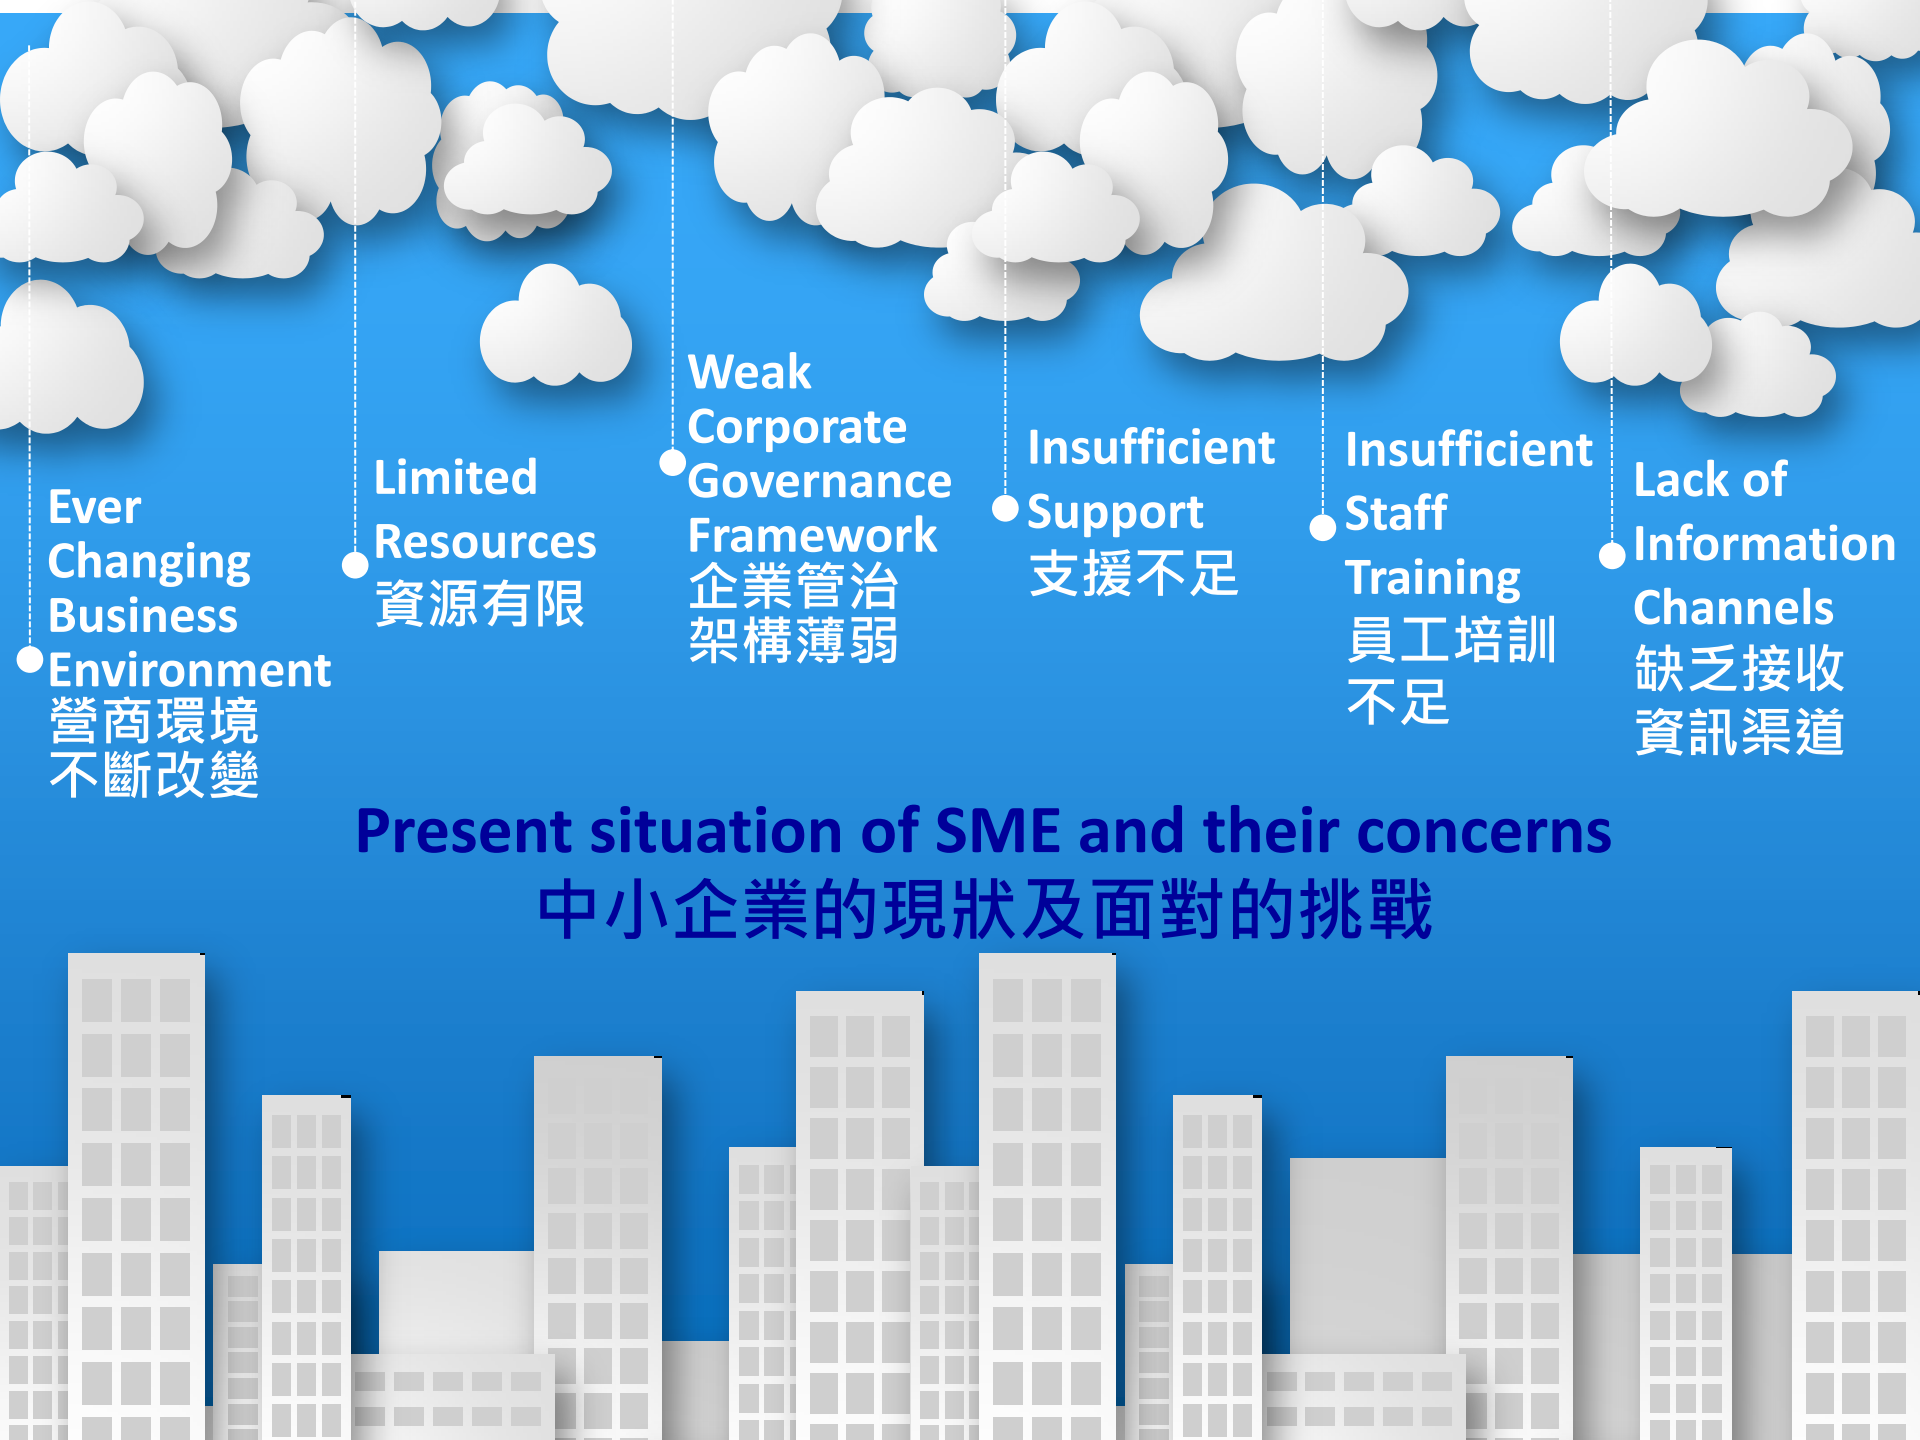 Ever
Changing
Business
Environment
營商環境
不斷改變
Limited
Resources
資源有限
Weak
Corporate
Governance
Framework
企業管治
架構薄弱
Insufficient
Support
支援不足
Insufficient
Staff
Training
員工培訓
不足
Lack of
Information
Channels
缺乏接收
資訊渠道
Present situation of SME and their concerns
中小企業的現狀及面對的挑戰